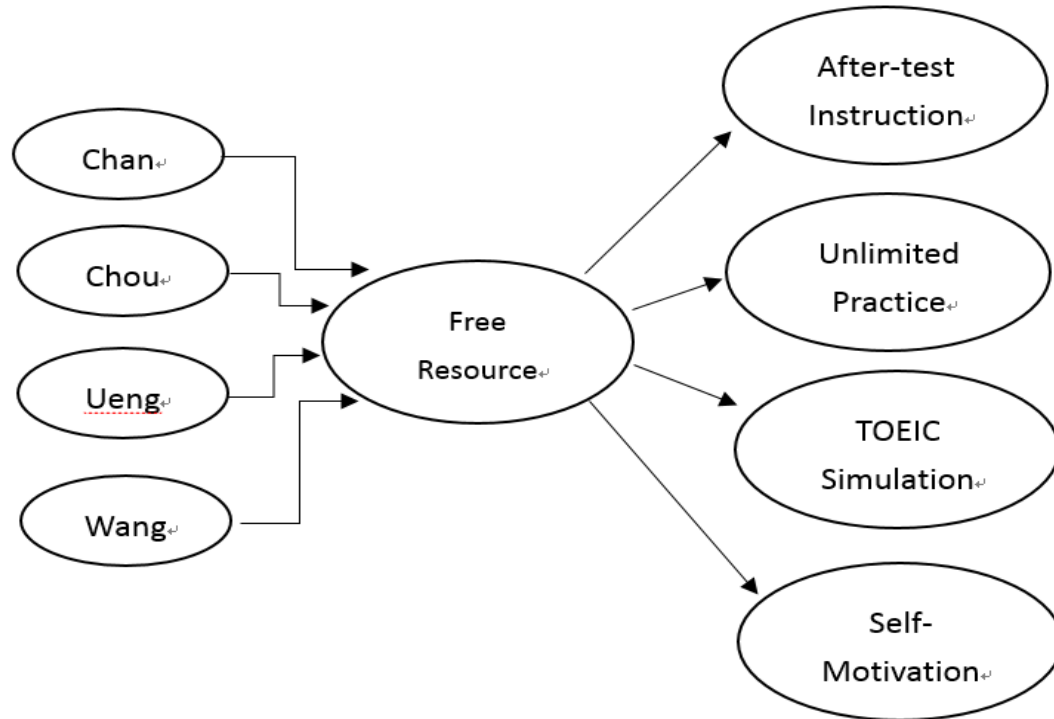 Chan
Chou
Ueng
Wang
Free
Resource
After-test
Instruction
Unlimited
Practice
TOEIC
Simulation
Self-
Motivation